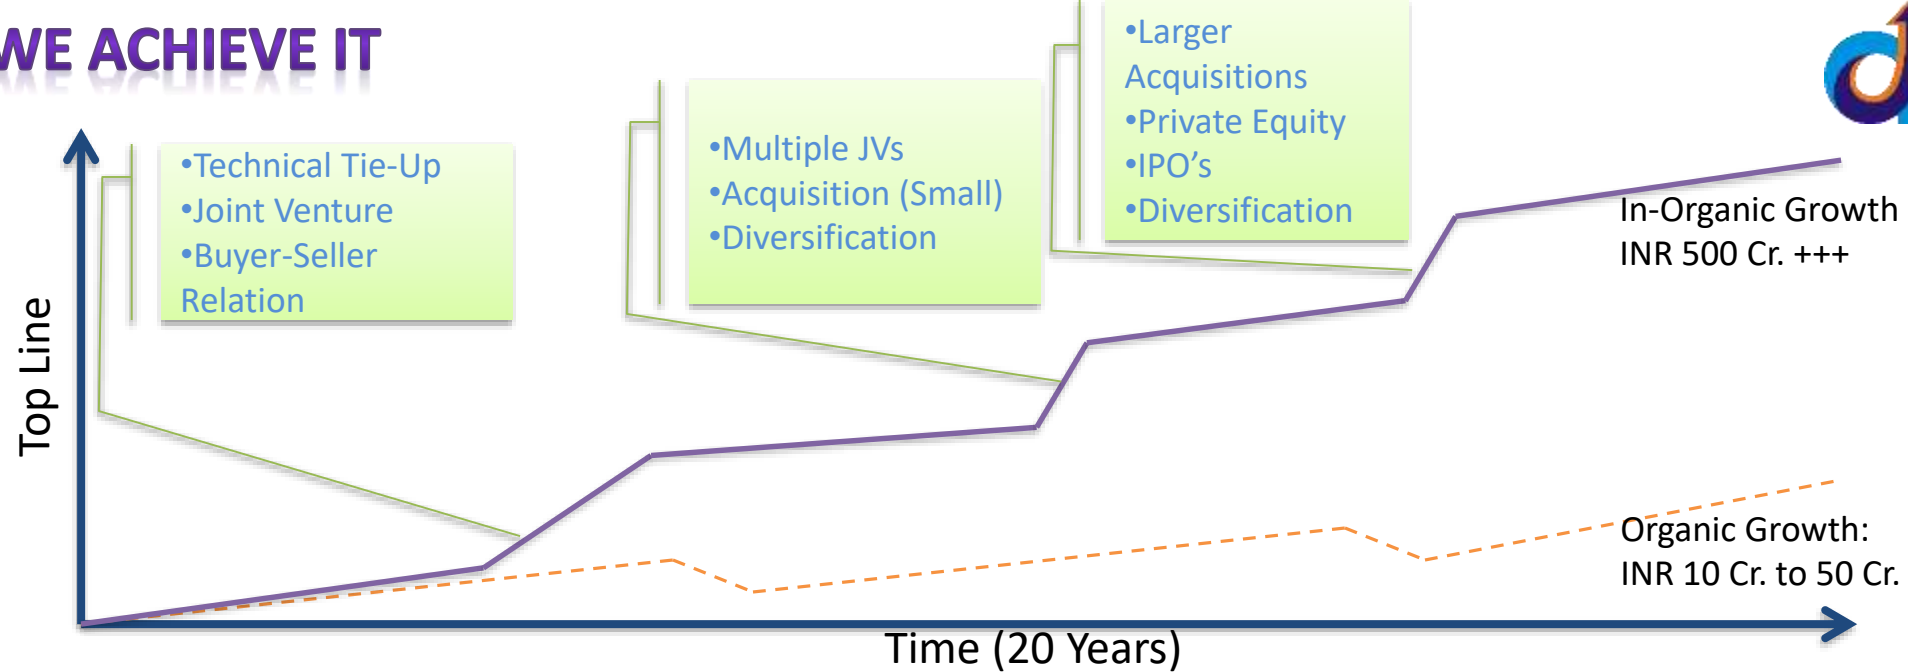 WE ACHIEVE IT
•Technical Tie-Up
•Joint Venture
•Buyer-Seller
Relation
•Multiple JVs
•Acquisition (Small)
•Diversification
•Larger
Acquisitions
•Private Equity
•IPO’s
•Diversification
In-Organic Growth
INR 500 Cr. +++
Top Line
Organic Growth:
INR 10 Cr. to 50 Cr.
Time (20 Years)